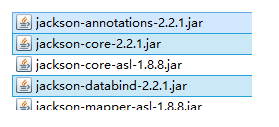 jackson-annotations-2.2.1.jar
jackson-core-2.2.1.jar
jackson-core-asl-1.8.8.jar
jackson-databind-2.2.1.jar
jackson-mapper-asl-1.8.8.jar